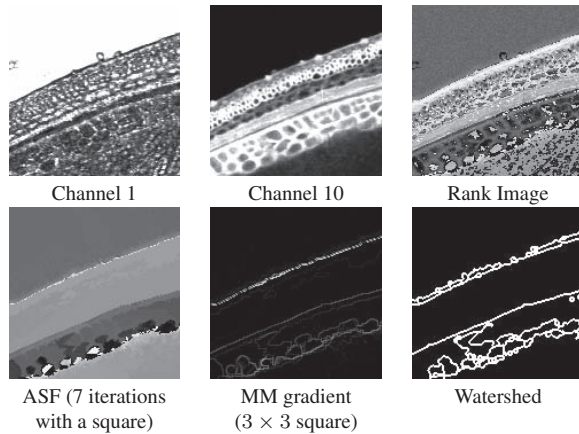 Channel 1
Channel 10
Rank Image
ASF (7 iterations
with a square)
MM gradient
(3 × 3 square)
Watershed